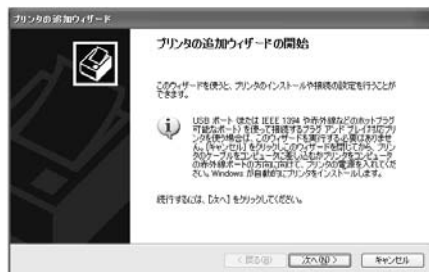 プリンタの追加ウィザード
プリンタの追加ウィザードの開始
このウィザードを使うと、プリンタのインストールや接続の設定を行うことが
できます。
USB ポート (または IEEE 1394 や赤外線などのホットプラグ
可能なポート) を使って接続するプラグ アンド プレイ対応プリ
ンタを使う場合は、このウィザードを実行する必要はありませ
ん。[キャンセル] をクリックしこのウィザードを閉じてから、プリン
タのケーブルをコンピュータに差し込むかプリンタをコンピュータ
の赤外線ポートの方向に向けて、プリンタの電源を入れてくだ
さい。Windows が自動的にプリンタをインストールします。
続行するには、[次へ] をクリックしてください。
< 戻る(B)
次へ(N) >
キャンセル